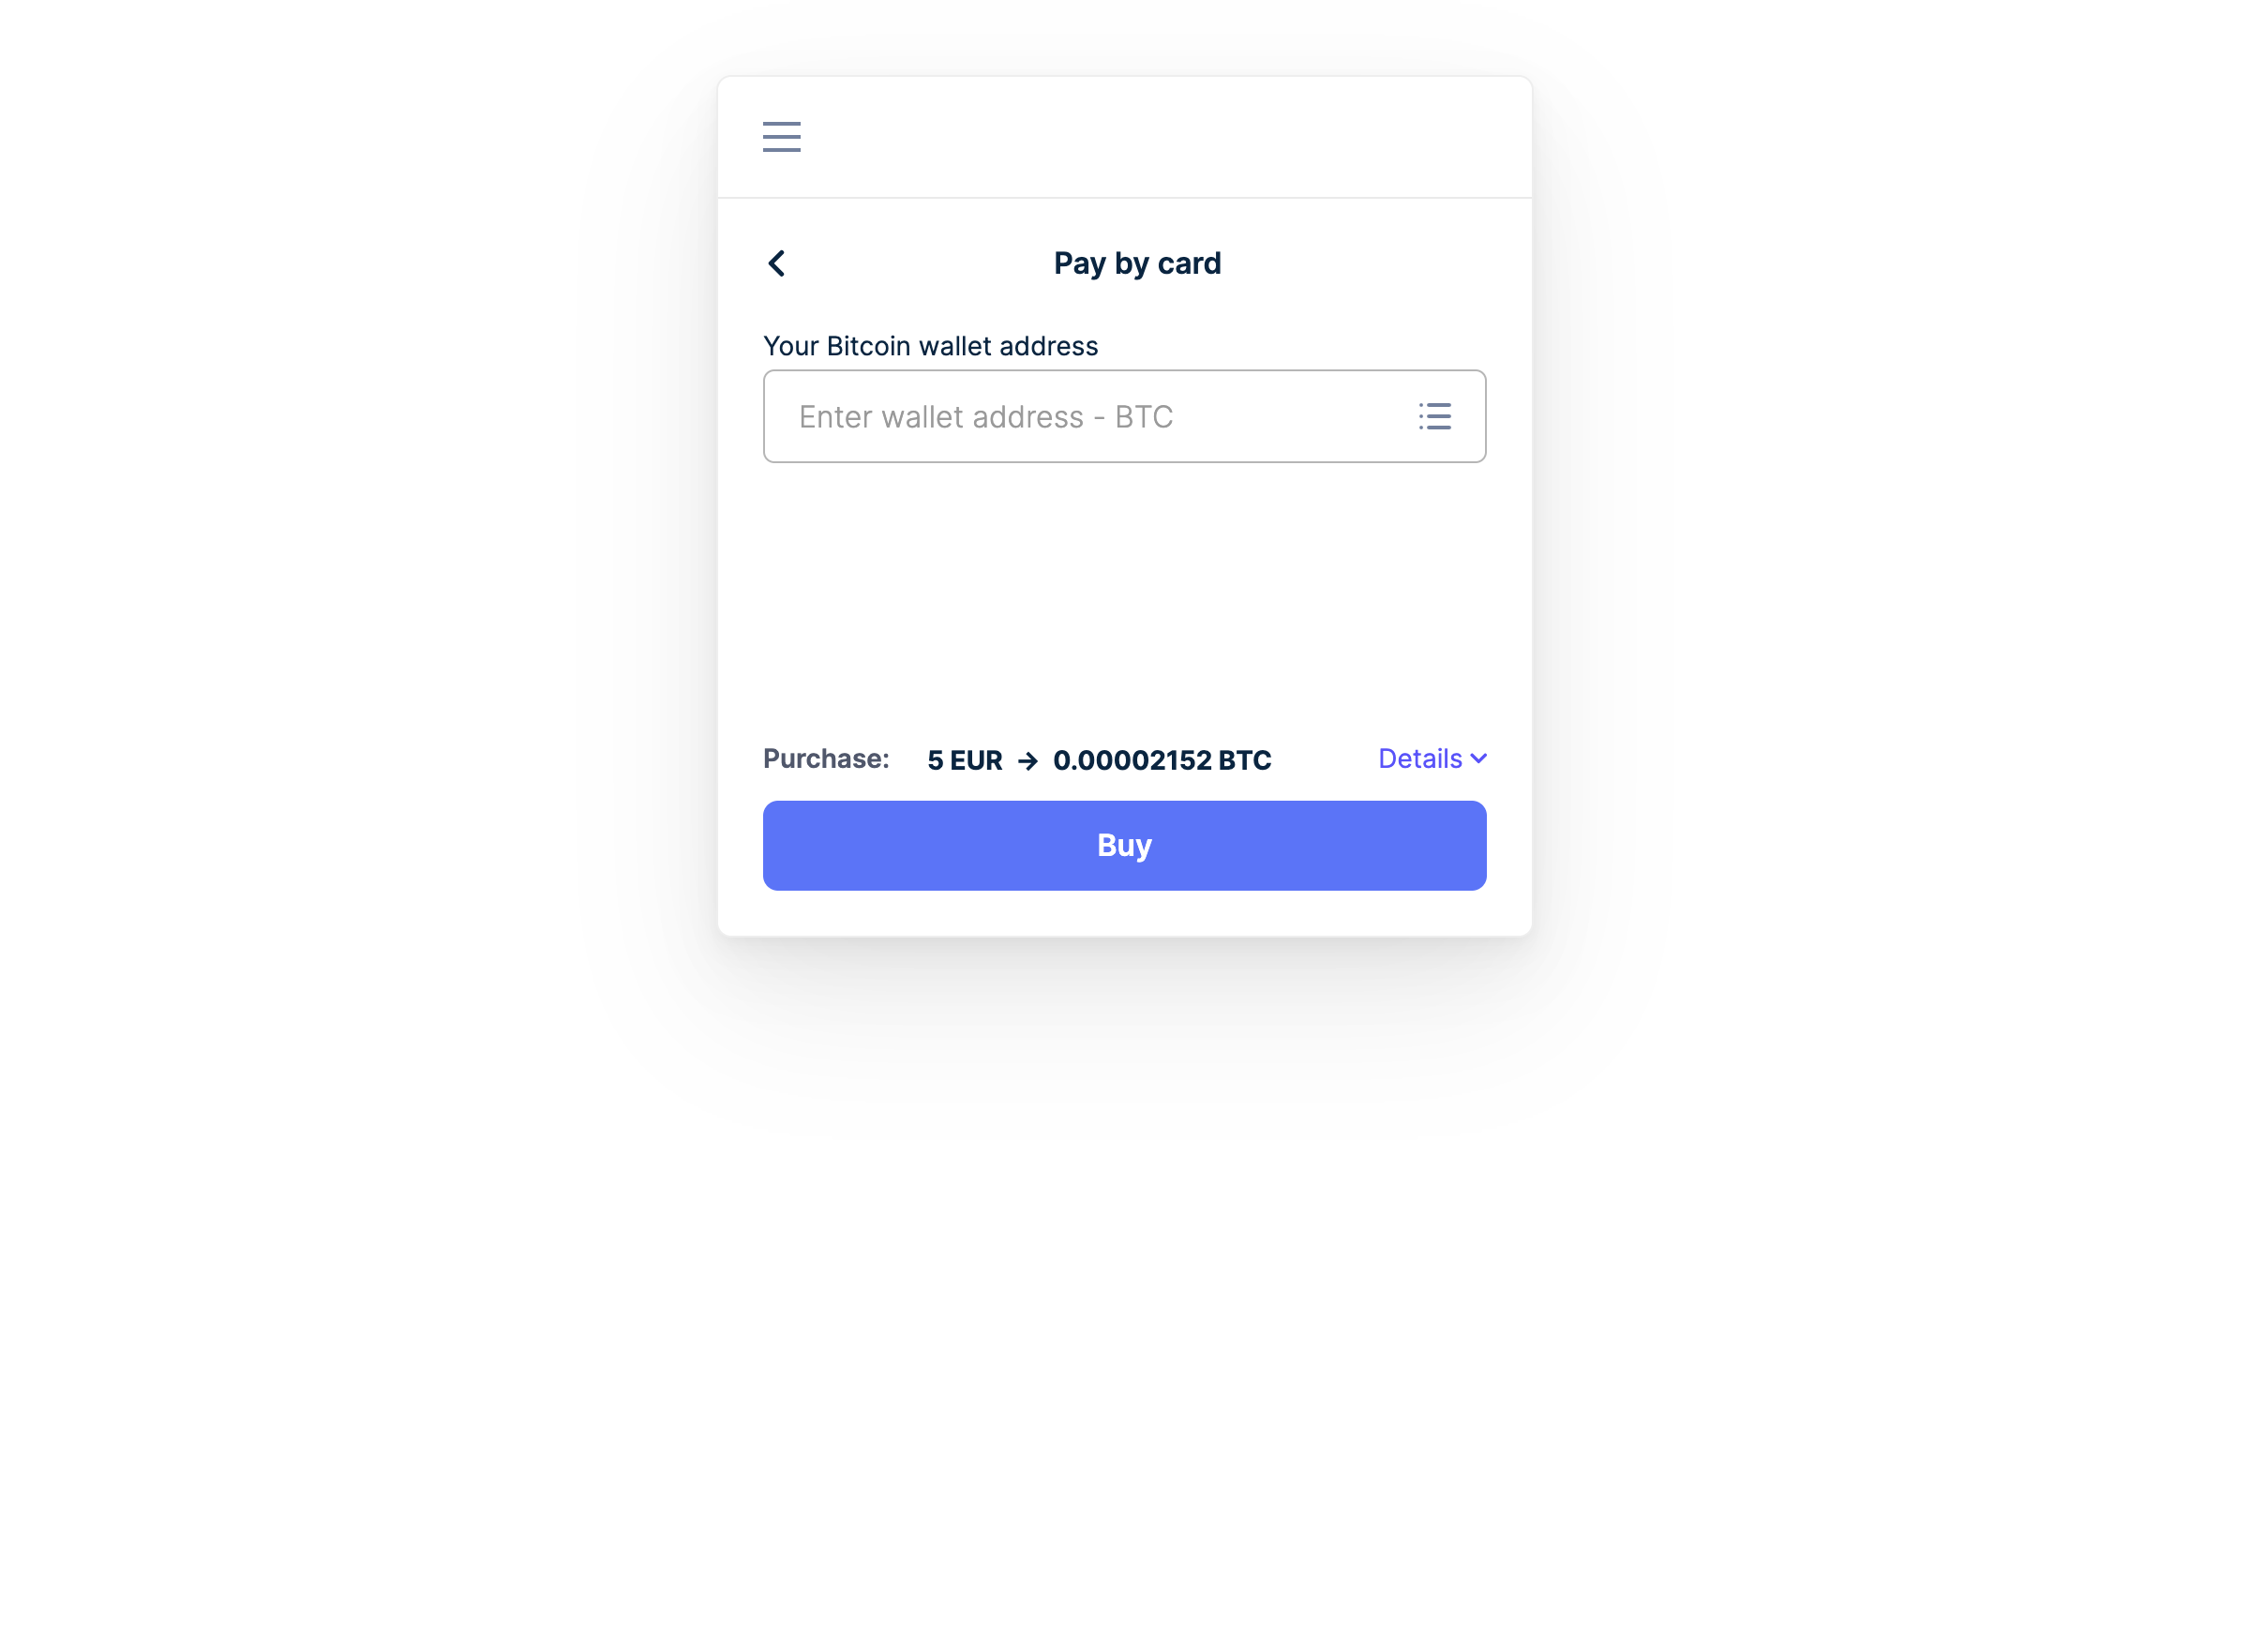 Pay by card
Your Bitcoin wallet address
Enter wallet address - BTC
Purchase: 5 EUR → 0.00002152 BTC Details
Buy